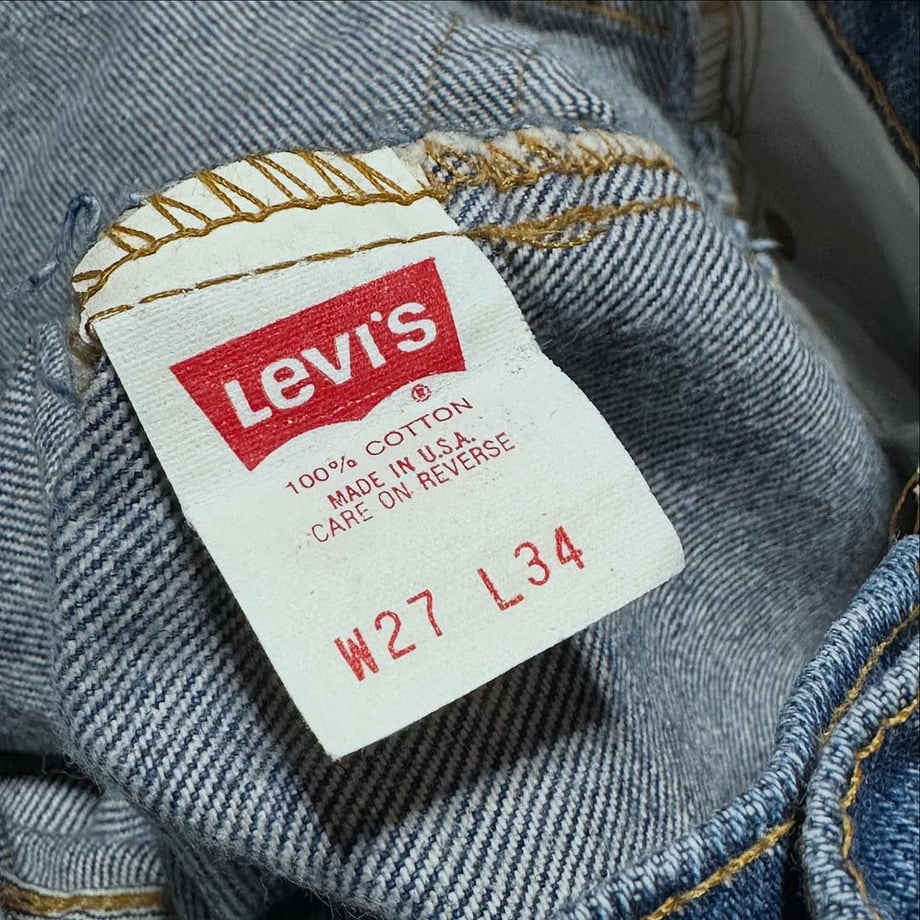 Levi's
®
100% COTTON
MADE IN U.S.A.
CARE ON REVERSE
W27 L34